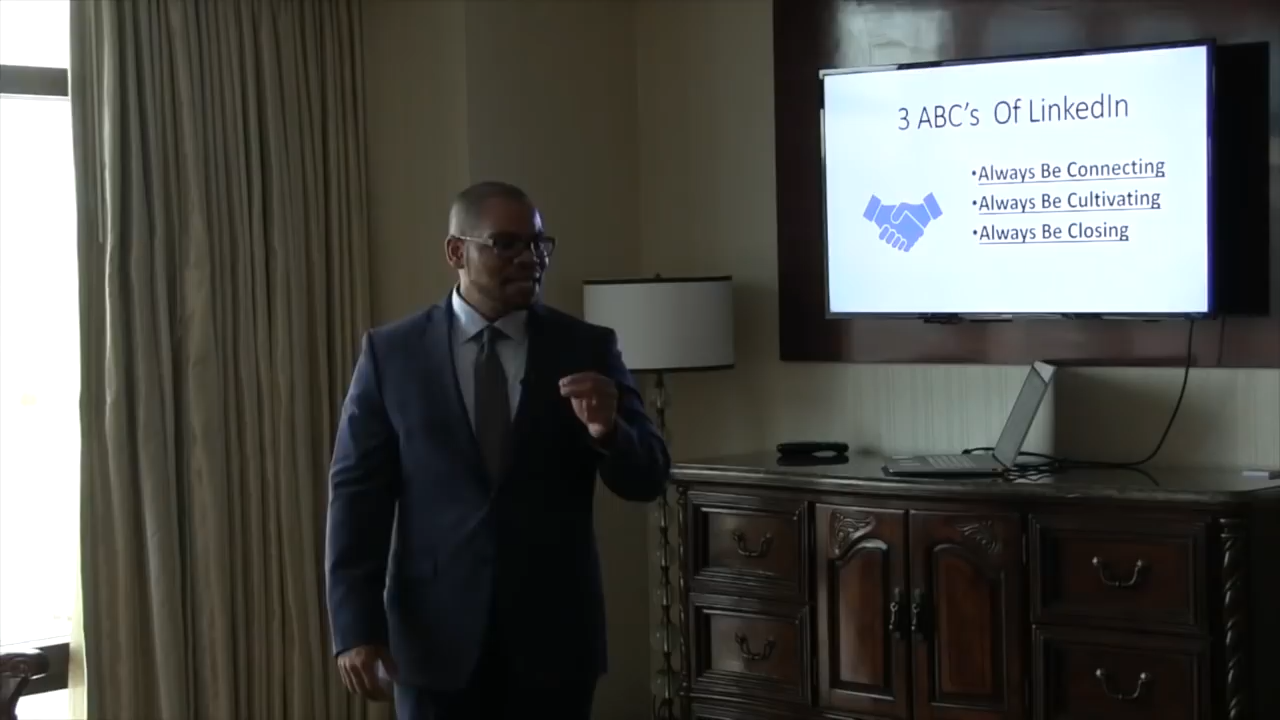 3 ABC's Of LinkedIn
•Always Be Connecting
•Always Be Cultivating
•Always Be Closing